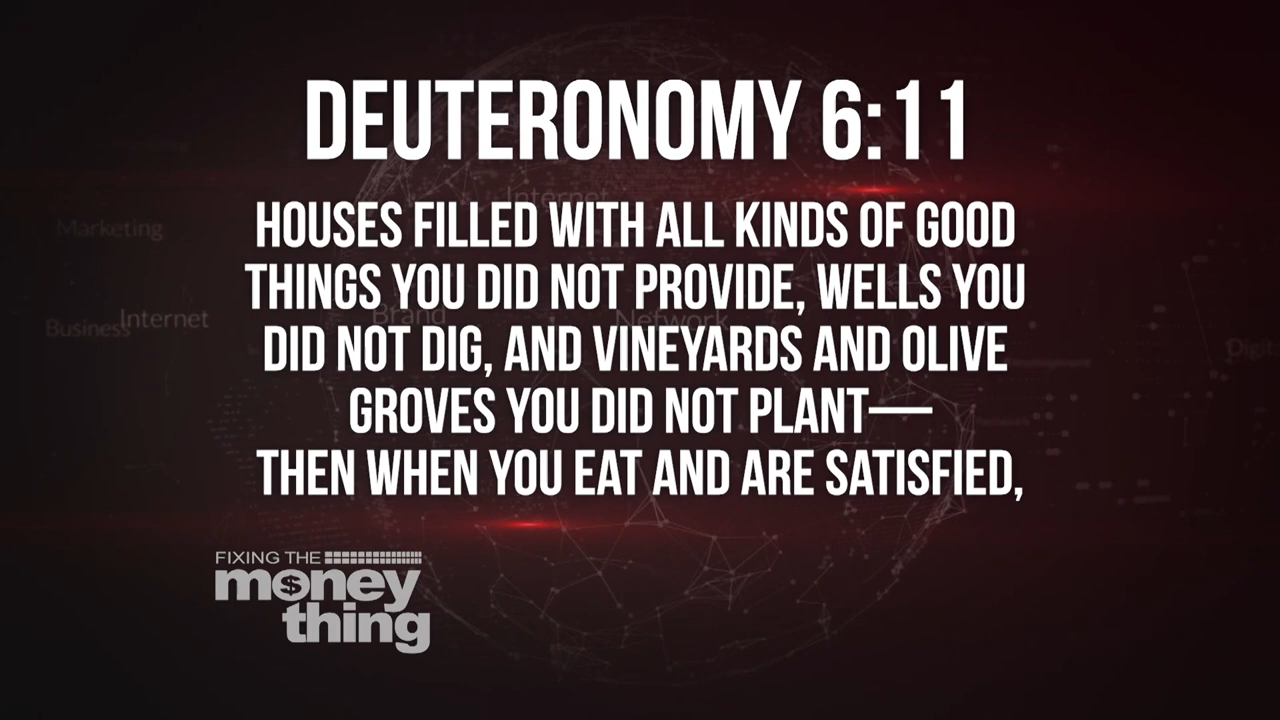 DEUTERONOMY 6:11
Internet
Marketing
HOUSES FILLED WITH ALL KINDS OF GOOD
THINGS YOU DID NOT PROVIDE, WELLS YOU
Business
Internet
Brand
Network
DID NOT DIG, AND VINEYARDS AND OLIVE
GROVES YOU DID NOT PLANT—
THEN WHEN YOU EAT AND ARE SATISFIED,
FIXING THE
money
thing